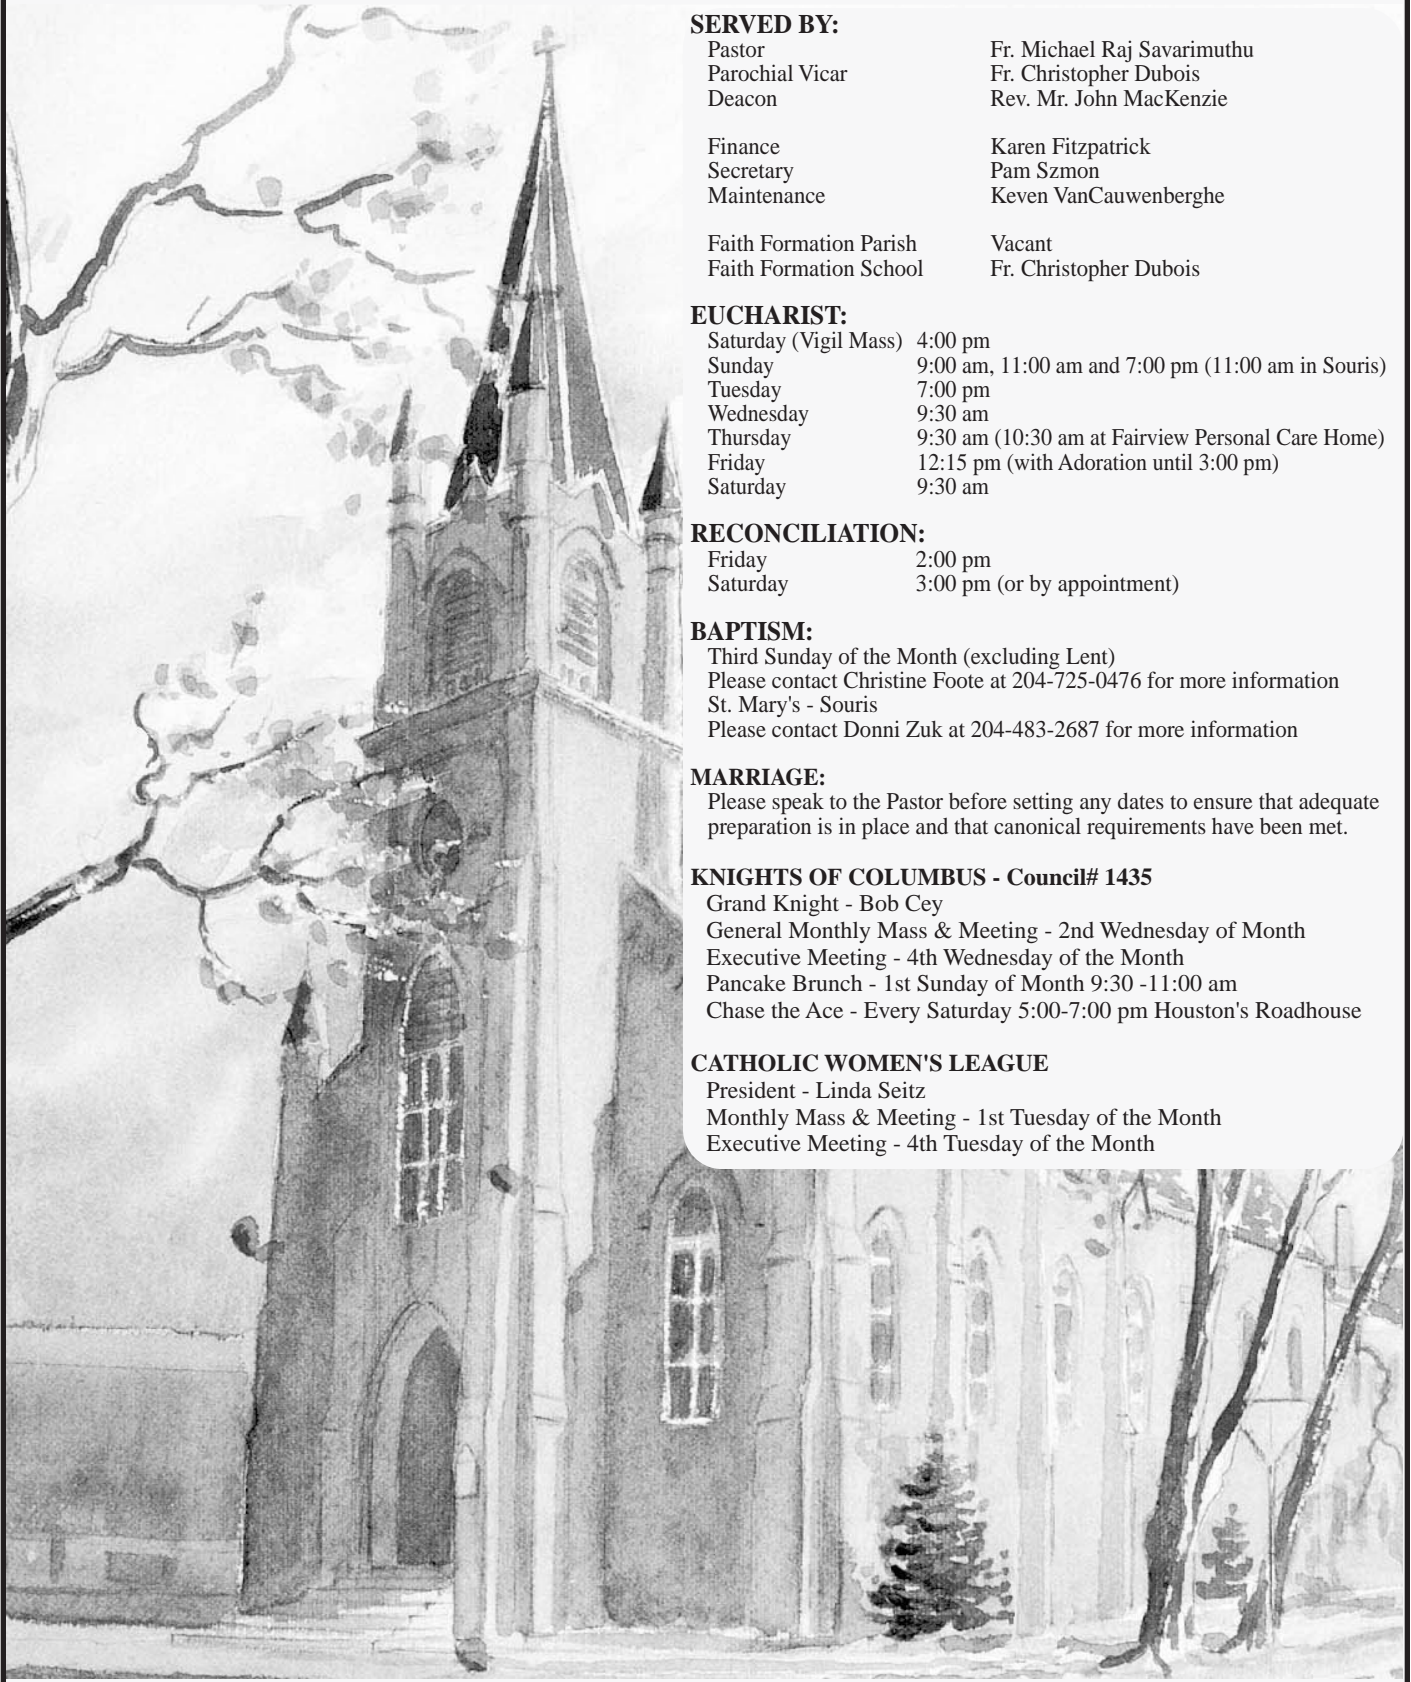 SERVED BY:
Pastor Fr. Michael Raj Savarimuthu
Parochial Vicar Fr. Christopher Dubois
Deacon Rev. Mr. John MacKenzie
Finance Karen Fitzpatrick
Secretary Pam Szmon
Maintenance Keven VanCauwenberghe
Faith Formation Parish Vacant
Faith Formation School Fr. Christopher Dubois
EUCHARIST:
Saturday (Vigil Mass) 4:00 pm
Sunday 9:00 am, 11:00 am and 7:00 pm (11:00 am in Souris)
Tuesday 7:00 pm
Wednesday 9:30 am
Thursday 9:30 am (10:30 am at Fairview Personal Care Home)
Friday 12:15 pm (with Adoration until 3:00 pm)
Saturday 9:30 am
RECONCILIATION:
Friday 2:00 pm
Saturday 3:00 pm (or by appointment)
BAPTISM:
Third Sunday of the Month (excluding Lent)
Please contact Christine Foote at 204-725-0476 for more information
St. Mary's - Souris
Please contact Donni Zuk at 204-483-2687 for more information
MARRIAGE:
Please speak to the Pastor before setting any dates to ensure that adequate
preparation is in place and that canonical requirements have been met.
KNIGHTS OF COLUMBUS - Council# 1435
Grand Knight - Bob Cey
General Monthly Mass & Meeting - 2nd Wednesday of Month
Executive Meeting - 4th Wednesday of the Month
Pancake Brunch - 1st Sunday of Month 9:30 -11:00 am
Chase the Ace - Every Saturday 5:00-7:00 pm Houston's Roadhouse
CATHOLIC WOMEN'S LEAGUE
President - Linda Seitz
Monthly Mass & Meeting - 1st Tuesday of the Month
Executive Meeting - 4th Tuesday of the Month